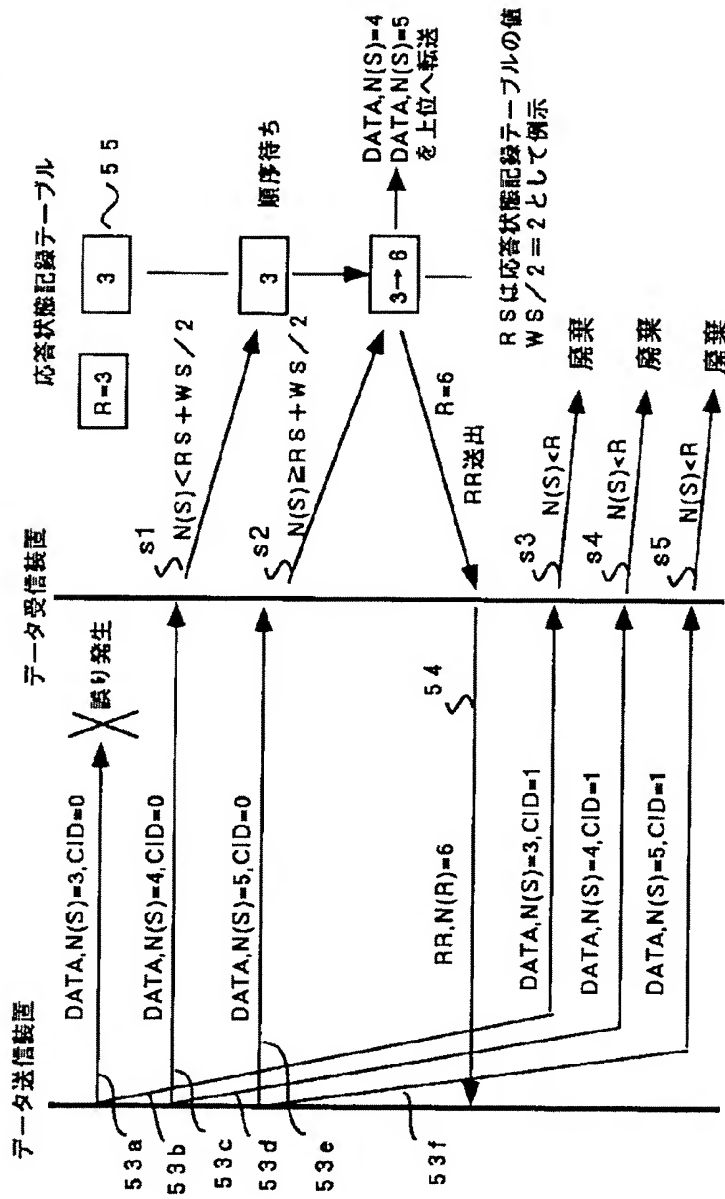 データ送信装置
データ受信装置
応答状態記録テーブル
R=3
3
55
DATA,N(S)=3,CID=0
誤り発生
53a
53b
DATA,N(S)=4,CID=0
s1
N(S)<RS+WS/2
3
順序待ち
53c
53d
DATA,N(S)=5,CID=0
s2
N(S)≥RS+WS/2
3→6
DATA,N(S)=4
DATA,N(S)=5
を上位へ転送
53e
53f
R=6
RR送出
54
RR,N(R)=6
RSは応答状態記録テーブルの値
WS/2=2として例示
DATA,N(S)=3,CID=1
s3
N(S)<R
廃棄
DATA,N(S)=4,CID=1
s4
N(S)<R
廃棄
DATA,N(S)=5,CID=1
s5
N(S)<R
廃棄